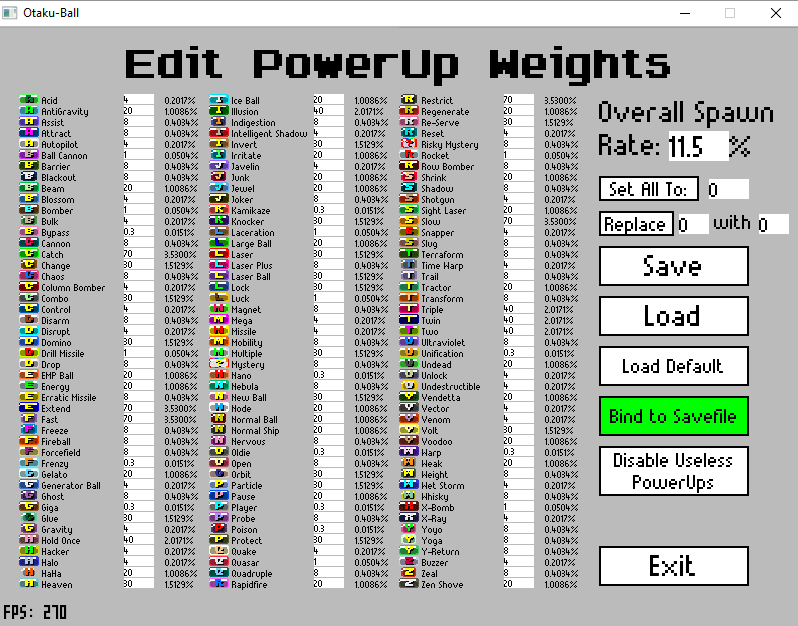 Otaku-Ball
Edit PowerUp Weights
Acid 4 0.2017%
AntiGravity 20 1.0086%
Assist 8 0.4034%
Attract 8 0.4034%
Autopilot 4 0.2017%
Ball Cannon 1 0.0504%
Barrier 8 0.4034%
Blackout 8 0.4034%
Beam 20 1.0086%
Blossom 4 0.2017%
Bomber 1 0.0504%
Bulk 4 0.2017%
Bypass 0.3 0.0151%
Cannon 8 0.4034%
Catch 70 3.5300%
Change 30 1.5129%
Chaos 8 0.4034%
Column Bomber 4 0.2017%
Combo 30 1.5129%
Control 4 0.2017%
Disarm 8 0.4034%
Disrupt 4 0.2017%
Domino 30 1.5129%
Drill Missile 1 0.0504%
Drop 8 0.4034%
EMP Ball 20 1.0086%
Energy 20 1.0086%
Erratic Missile 8 0.4034%
Extend 70 3.5300%
Fast 70 3.5300%
Freeze 8 0.4034%
Fireball 8 0.4034%
Forcefield 8 0.4034%
Frenzy 0.3 0.0151%
Gelato 20 1.0086%
Generator Ball 4 0.2017%
Ghost 8 0.4034%
Giga 0.3 0.0151%
Glue 30 1.5129%
Gravity 4 0.2017%
Hold Once 40 2.0171%
Hacker 4 0.2017%
Halo 4 0.2017%
HaHa 20 1.0086%
Heaven 30 1.5129%
Ice Ball 20 1.0086%
Illusion 40 2.0171%
Indigestion 8 0.4034%
Intelligent Shadow 4 0.2017%
Invert 30 1.5129%
Irritate 20 1.0086%
Javelin 4 0.2017%
Junk 20 1.0086%
Jewel 20 1.0086%
Joker 8 0.4034%
Kamikaze 0.3 0.0151%
Knocker 30 1.5129%
Laceration 1 0.0504%
Large Ball 20 1.0086%
Laser 30 1.5129%
Laser Plus 8 0.4034%
Laser Ball 30 1.5129%
Lock 30 1.5129%
Luck 1 0.0504%
Magnet 8 0.4034%
Mega 4 0.2017%
Missile 4 0.2017%
Mobility 8 0.4034%
Multiple 30 1.5129%
Mystery 8 0.4034%
Nano 0.3 0.0151%
Nebula 8 0.4034%
New Ball 30 1.5129%
Node 20 1.0086%
Normal Ball 20 1.0086%
Normal Ship 20 1.0086%
Nervous 8 0.4034%
Oldie 0.3 0.0151%
Open 8 0.4034%
Orbit 30 1.5129%
Particle 30 1.5129%
Pause 20 1.0086%
Player 0.3 0.0151%
Probe 8 0.4034%
Poison 0.3 0.0151%
Protect 30 1.5129%
Quake 4 0.2017%
Quasar 1 0.0504%
Quadruple 8 0.4034%
Rapidfire 20 1.0086%
Restrict 70 3.5300%
Regenerate 20 1.0086%
Re-Serve 30 1.5129%
Reset 4 0.2017%
Risky Mystery 8 0.4034%
Rocket 1 0.0504%
Row Bomber 4 0.2017%
Shrink 20 1.0086%
Shadow 20 1.0086%
Shotgun 8 0.4034%
Sight Laser 20 1.0086%
Slow 70 3.5300%
Snapper 4 0.2017%
Slug 8 0.4034%
Terraform 8 0.4034%
Time Warp 4 0.2017%
Trail 8 0.4034%
Tractor 20 1.0086%
Transform 8 0.4034%
Triple 40 2.0171%
Twin 40 2.0171%
Two 40 2.0171%
Ultraviolet 8 0.4034%
Unification 0.3 0.0151%
Undead 20 1.0086%
Unlock 4 0.2017%
Undestructible 4 0.2017%
Vendetta 20 1.0086%
Vector 4 0.2017%
Venom 20 1.0086%
Volt 30 1.5129%
Voodoo 20 1.0086%
Warp 0.3 0.0151%
Weak 20 1.0086%
Weight 8 0.4034%
Wet Storm 4 0.2017%
Whisky 8 0.4034%
X-Bomb 1 0.0504%
X-Ray 4 0.2017%
Yoyo 8 0.4034%
Yoga 8 0.4034%
Y-Return 8 0.4034%
Buzzer 4 0.2017%
Zeal 8 0.4034%
Zen Shove 20 1.0086%
Overall Spawn
Rate: 11.5 %
Set All To: 0
Replace 0 with 0
Save
Load
Load Default
Bind to Savefile
Disable Useless
PowerUps
Exit
FPS: 270